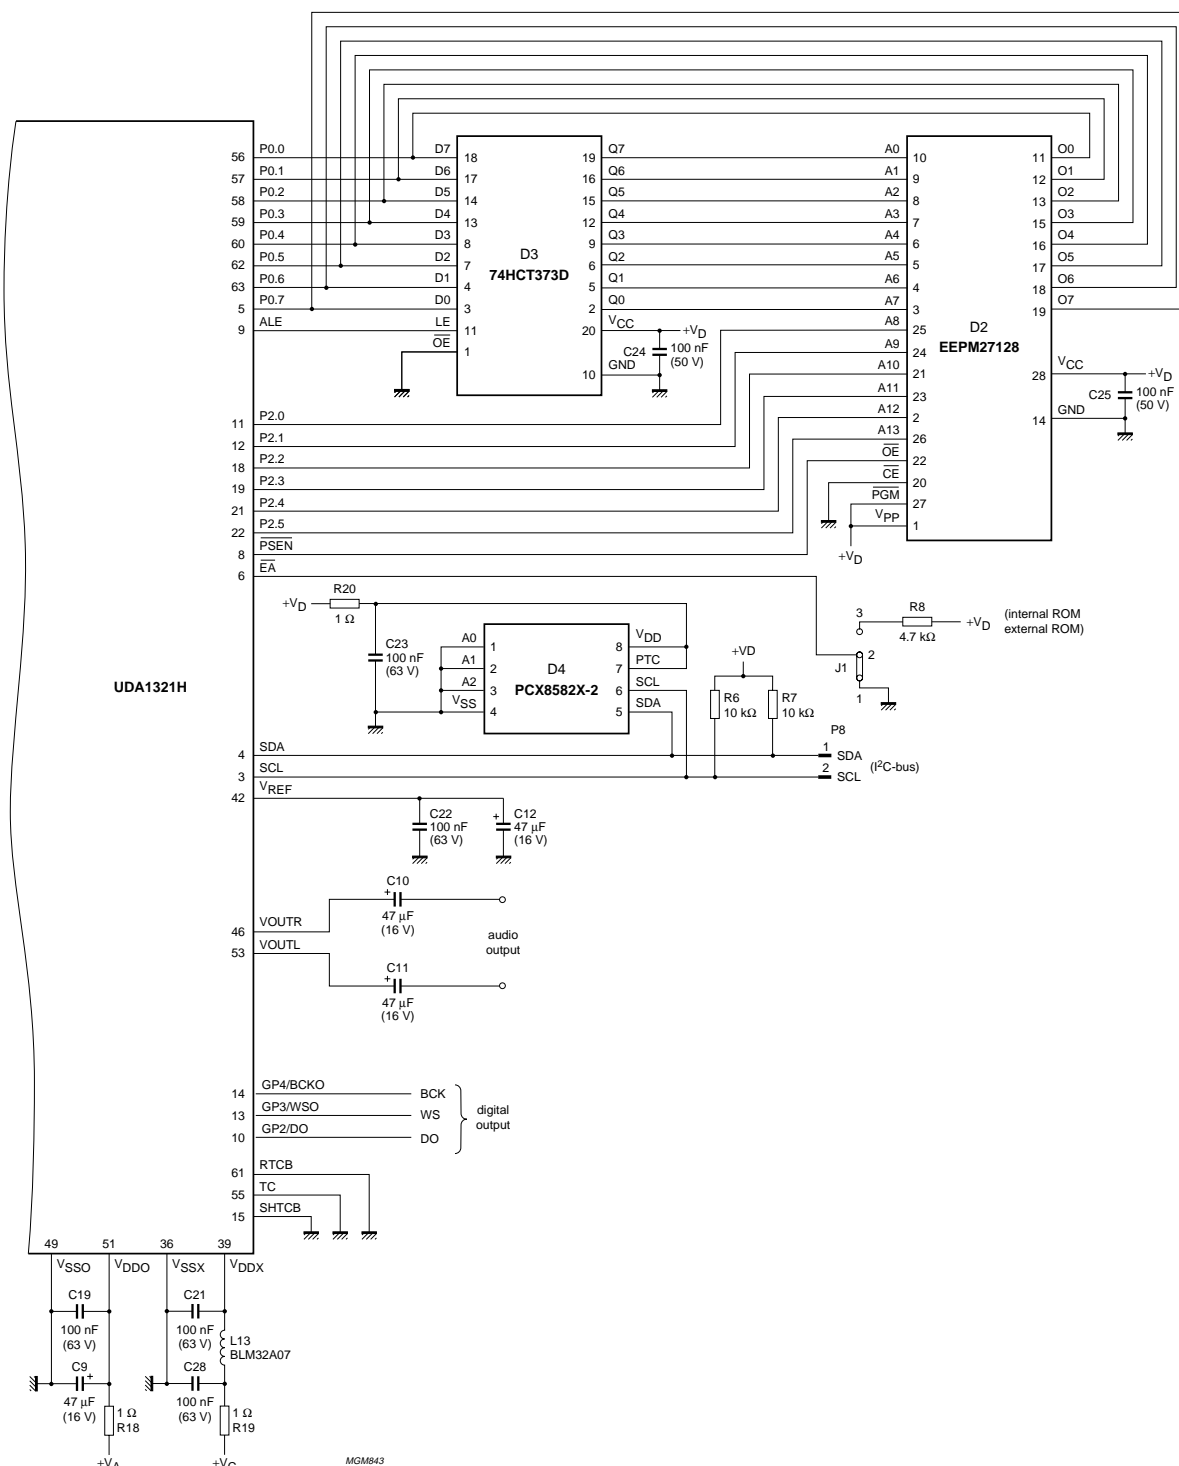 56 P0.0 D7 18 19 Q7 A0 10 11 O0
57 P0.1 D6 17 16 Q6 A1 9 12 O1
58 P0.2 D5 14 15 Q5 A2 8 13 O2
59 P0.3 D4 13 12 Q4 A3 7 15 O3
60 P0.4 D3 8 9 Q3 A4 6 16 O4
62 P0.5 D2 7 6 Q2 A5 5 17 O5
63 P0.6 D1 4 5 Q1 A6 4 18 O6
5 P0.7 D0 3 2 Q0 A7 3 19 O7
D3
74HCT373D
9 ALE LE 11 20 VCC +VD A8 25
D2
EEPM27128
OE 1 C24 100 nF (50 V) A9 24
10 GND A10 21 28 VCC +VD
A11 23 C25 100 nF (50 V)
11 P2.0 A12 2 14 GND
12 P2.1 A13 26
18 P2.2 OE 22
19 P2.3 CE 20
21 P2.4 PGM 27
22 P2.5 VPP 1
8 PSEN +VD
6 EA
+VD R20 1 Ω
3 R8 4.7 kΩ +VD (internal ROM
external ROM)
C23 100 nF (63 V)
A0 1 8 VDD
A1 2 7 PTC
A2 3 6 SCL
VSS 4 5 SDA
D4
PCX8582X-2
+VD
R6 10 kΩ R7 10 kΩ
J1 2 1
UDA1321H
P8
4 SDA 1 SDA
(I²C-bus)
3 SCL 2 SCL
42 VREF
C22 100 nF (63 V)
+ C12 47 µF (16 V)
C10
+
47 µF
(16 V)
46 VOUTR
audio
output
53 VOUTL
C11
+
47 µF
(16 V)
14 GP4/BCKO BCK
13 GP3/WSO WS
digital
output
10 GP2/DO DO
61 RTCB
55 TC
15 SHTCB
49 51 36 39
VSSO VDDO VSSX VDDX
C19 C21
100 nF 100 nF
(63 V) (63 V)
L13
BLM32A07
C9 + C28
47 µF 100 nF
(16 V) (63 V)
1 Ω 1 Ω
R18 R19
+VA +VC
MGM843